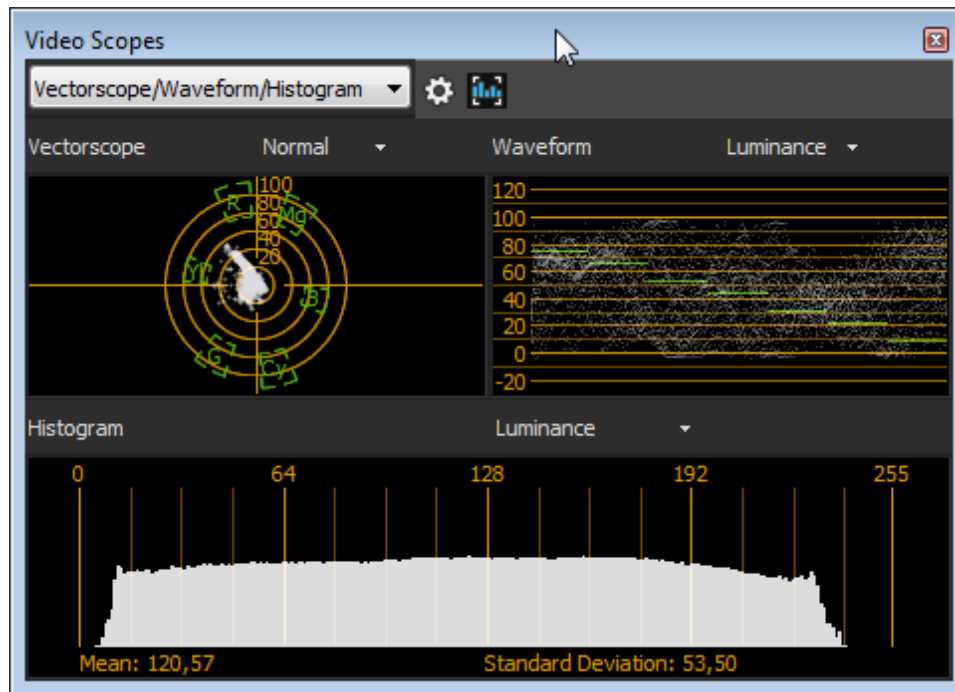 Video Scopes
Vectorscope/Waveform/Histogram
Vectorscope Normal
Waveform Luminance
100
80
60
40
20
R
Mg
Yl
B
G
Cy
120
100
80
60
40
20
0
-20
Histogram Luminance
0 64 128 192 255
Mean: 120,57 Standard Deviation: 53,50